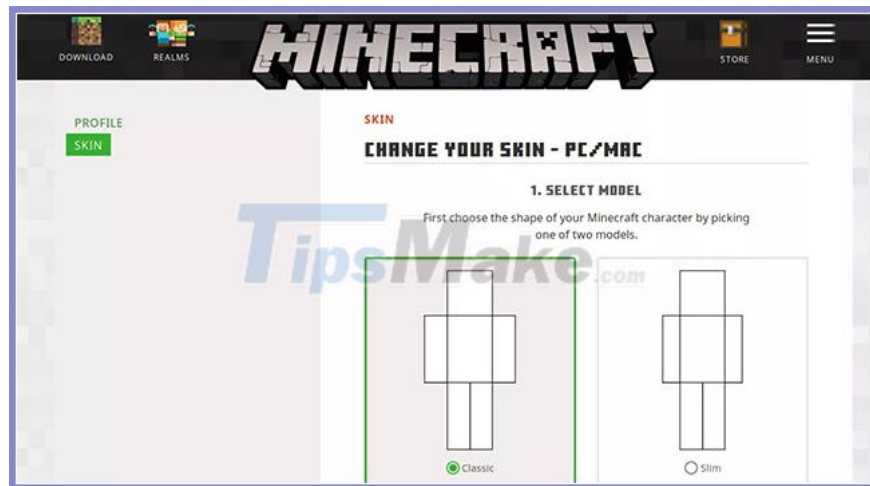 DOWNLOAD
REALMS
MINECRAFT
STORE
MENU
PROFILE
SKIN
SKIN
CHANGE YOUR SKIN - PC/MAC
1. SELECT MODEL
First choose the shape of your Minecraft character by picking
one of two models.
TipsMake.com
Classic
Slim